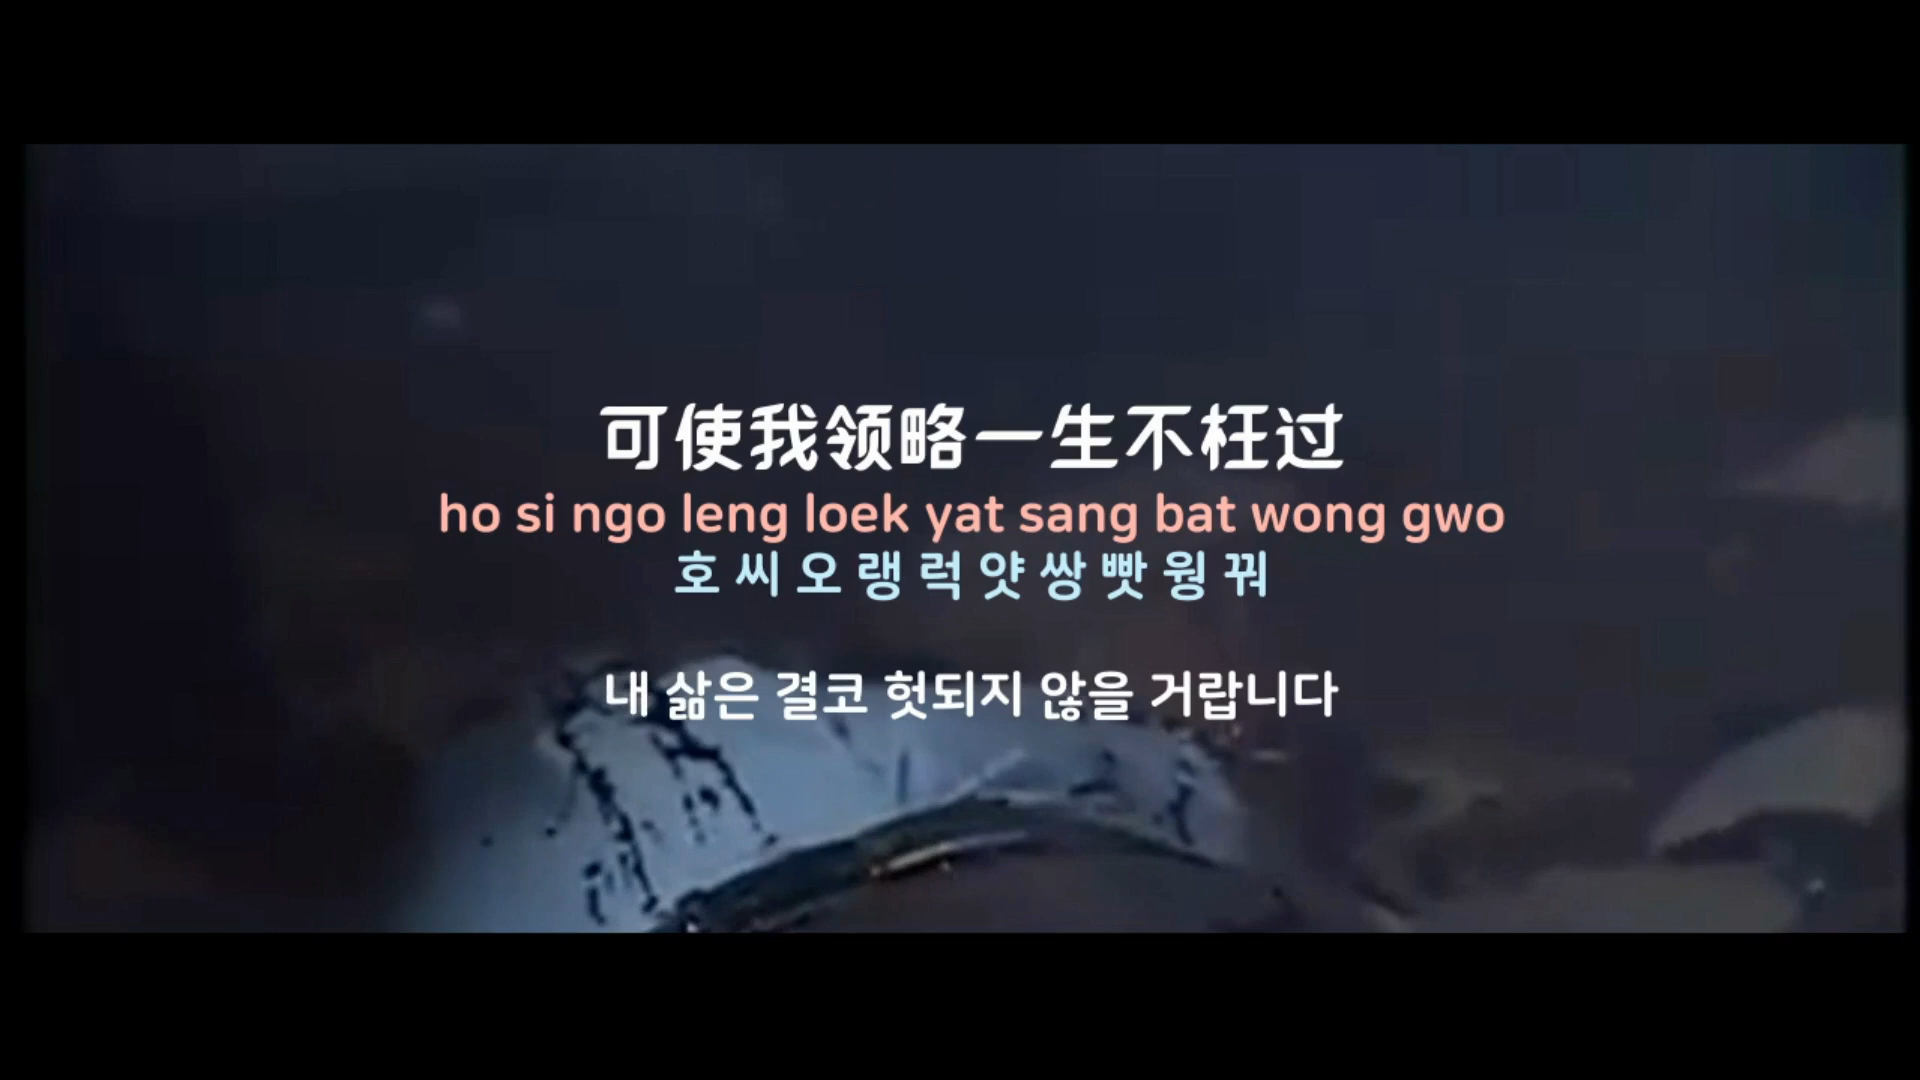 可使我领略一生不枉过
ho si ngo leng loek yat sang bat wong gwo
호 씨 오 랭 럭 얏 쌍 빳 웡 꿔
내 삶은 결코 헛되지 않을 거랍니다